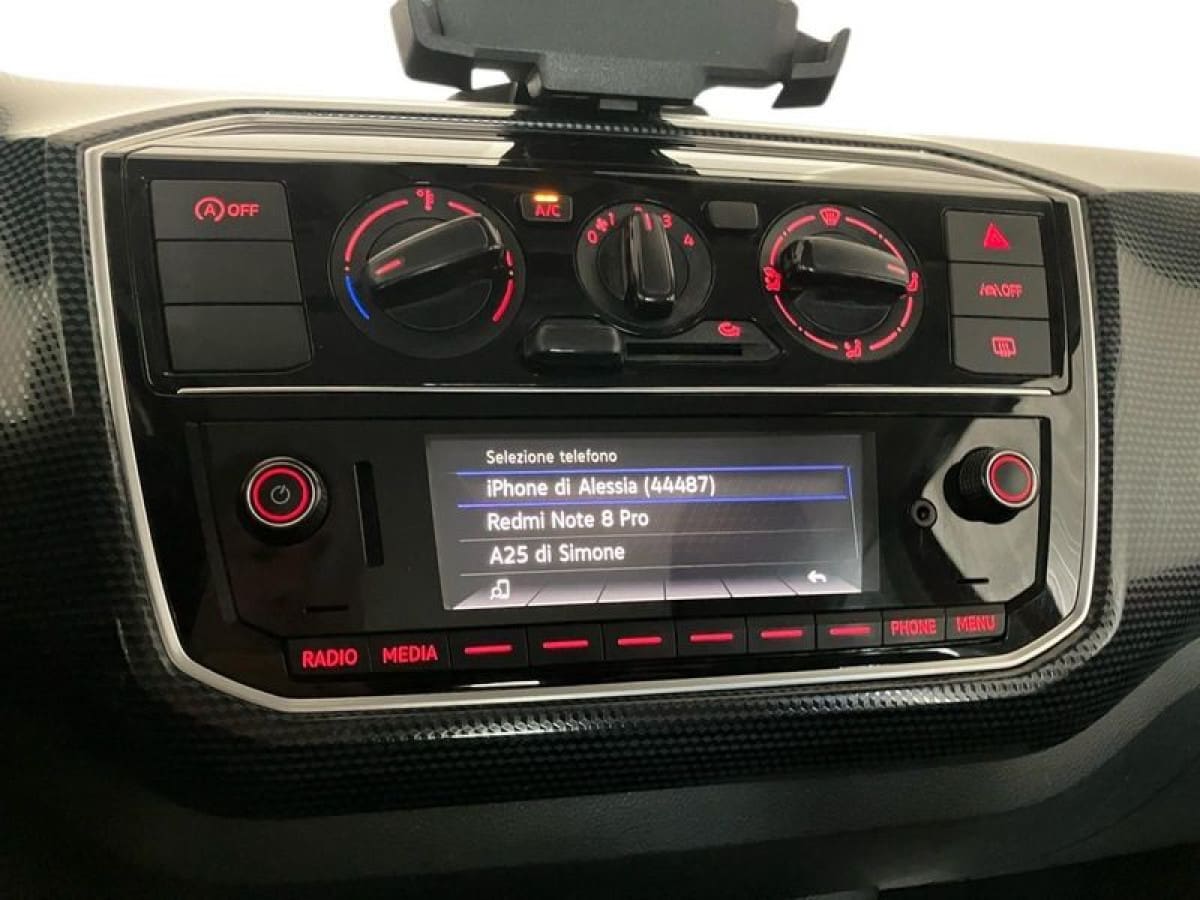 OFF
A/C
0 1 3 4
OFF
Selezione telefono
iPhone di Alessia (44487)
Redmi Note 8 Pro
A25 di Simone
RADIO MEDIA PHONE MENU